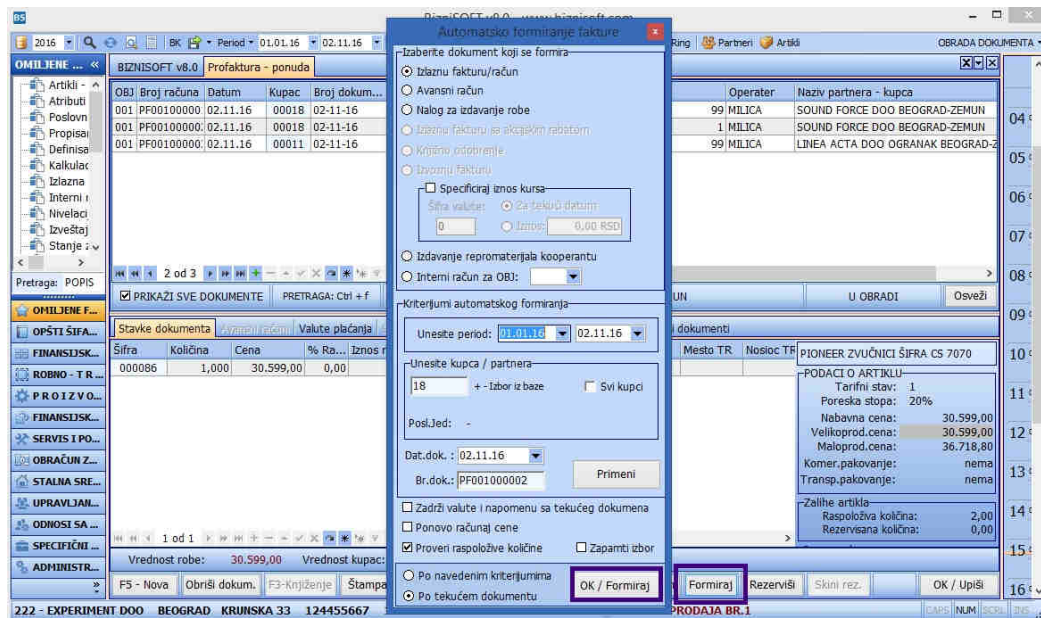 BizniSOFT v8.0 www.biznisoft.com
2016 BK Period 01.01.16 02.11.16 Ring Partneri Artikli OBRADA DOKUMENTA
OMILJENE ... «
Artikli -
Atributi
Poslovn
Propisa
Definisa
Kalkulac
Izlazna
Interni r
Nivelaci
Izveštaj
Stanje z
Pretraga: POPIS
OMILJENE F...
OPŠTI ŠIFA...
FINANSIJSK...
ROBNO - T R ...
P R O I Z V O...
FINANSIJSK...
SERVIS I PO...
OBRAČUN Z...
STALNA SRE...
UPRAVLJAN...
ODNOSI SA ...
SPECIFIČNI ...
ADMINISTR...
BIZNISOFT v8.0 Profaktura - ponuda
OBJ Broj računa Datum Kupac Broj dokum... Operater Naziv partnera - kupca
001 PF00100000 02.11.16 00018 02-11-16 99 MILICA SOUND FORCE DOO BEOGRAD-ZEMUN
001 PF00100000 02.11.16 00018 02-11-16 1 MILICA SOUND FORCE DOO BEOGRAD-ZEMUN
001 PF00100000 02.11.16 00011 02-11-16 99 MILICA LINEA ACTA DOO OGRANAK BEOGRAD-Z
2 od 3
PRIKAŽI SVE DOKUMENTE PRETRAGA: Ctrl + f UN U OBRADI Osveži
Stavke dokumenta Avansni računi Valute plaćanja i dokumenti
Šifra Količina Cena % Ra... Iznos r Mesto TR Nosioc TR
000086 1,000 30.599,00 0,00
1 od 1
Vrednost robe: 30.599,00 Vrednost kupac:
F5 - Nova Obriši dokum. F3-Knjiženje Štampa Formiraj Rezerviši Skini rez. OK / Upiši
222 - EXPERIMENT DOO BEOGRAD KRUNSKA 33 124455667 PRODAJA BR.1 CAPS NUM SCRL INS
Automatsko formiranje fakture
Izaberite dokument koji se formira
Izlaznu fakturu/račun
Avansni račun
Nalog za izdavanje robe
Izlaznu fakturu sa akcijskim rabatom
Knjižno odobrenje
Izvoznu fakturu
Specificiraj iznos kursa
Šifra valute: Za tekući datum
0 Iznos: 0,00 RSD
Izdavanje repromaterjala kooperantu
Interni račun za OBJ:
Kriterijumi automatskog formiranja
Unesite period: 01.01.16 02.11.16
Unesite kupca / partnera
18 + - Izbor iz baze Svi kupci
Posl.Jed: -
Dat.dok. : 02.11.16
Br.dok.: PF001000002 Primeni
Zadrži valute i napomenu sa tekućeg dokumena
Ponovo računaj cene
Proveri raspoložive količine Zapamti izbor
Po navedenim kriterijumima
Po tekućem dokumentu
OK / Formiraj
PIONEER ZVUČNICI ŠIFRA CS 7070
PODACI O ARTIKLU
Tarifni stav: 1
Poreska stopa: 20%
Nabavna cena: 30.599,00
Velikoprod.cena: 30.599,00
Maloprod.cena: 36.718,80
Komer.pakovanje: nema
Transp.pakovanje: nema
Zalihe artikla
Raspoloživa količina: 2,00
Rezervisana količina: 0,00
04
05
06
07
08
09
10
11
12
13
14
15
16